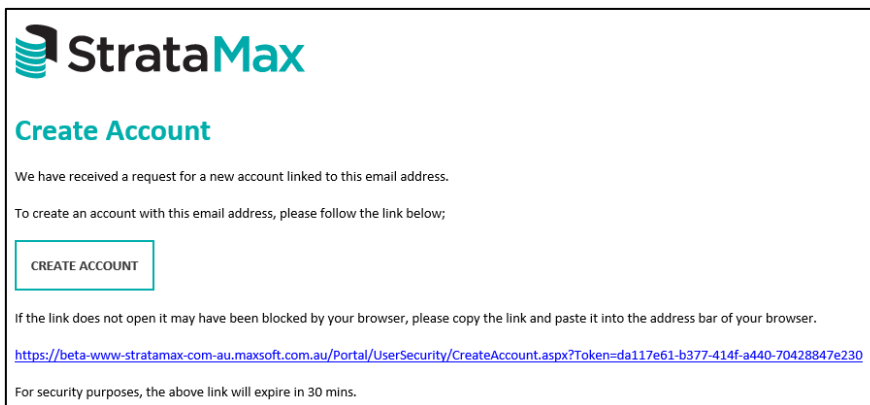 StrataMax
Create Account
We have received a request for a new account linked to this email address.
To create an account with this email address, please follow the link below;
CREATE ACCOUNT
If the link does not open it may have been blocked by your browser, please copy the link and paste it into the address bar of your browser.
https://beta-www-stratamax-com-au.maxsoft.com.au/Portal/UserSecurity/CreateAccount.aspx?Token=da117e61-b377-414f-a440-70428847e230
For security purposes, the above link will expire in 30 mins.